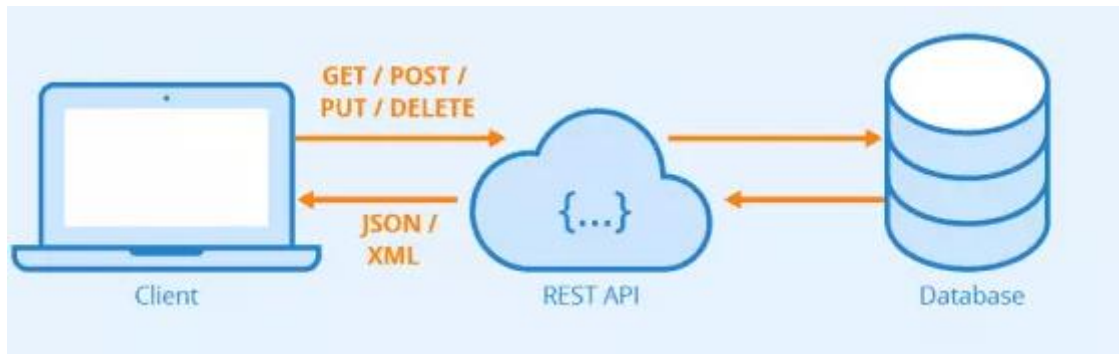 GET / POST /
PUT / DELETE
{...}
JSON /
XML
Client
REST API
Database